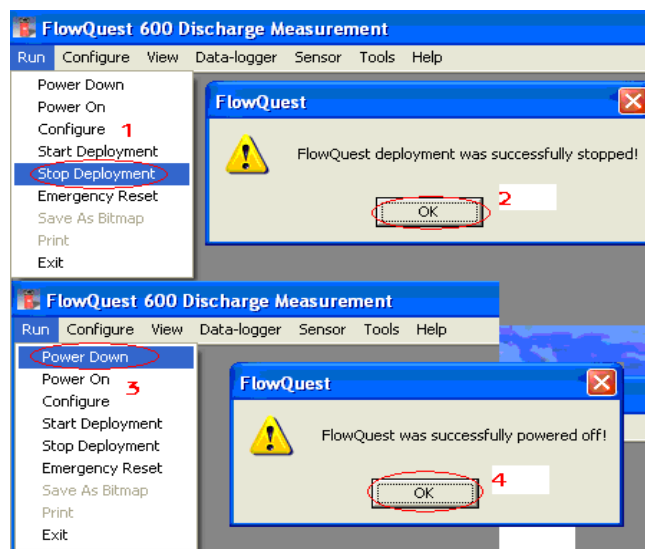 FlowQuest 600 Discharge Measurement
Run Configure View Data-logger Sensor Tools Help
Power Down
Power On
Configure 1
Start Deployment
Stop Deployment
Emergency Reset
Save As Bitmap
Print
Exit
FlowQuest
FlowQuest deployment was successfully stopped!
OK 2
FlowQuest 600 Discharge Measurement
Run Configure View Data-logger Sensor Tools Help
Power Down
Power On 3
Configure
Start Deployment
Stop Deployment
Emergency Reset
Save As Bitmap
Print
Exit
FlowQuest
FlowQuest was successfully powered off!
OK 4